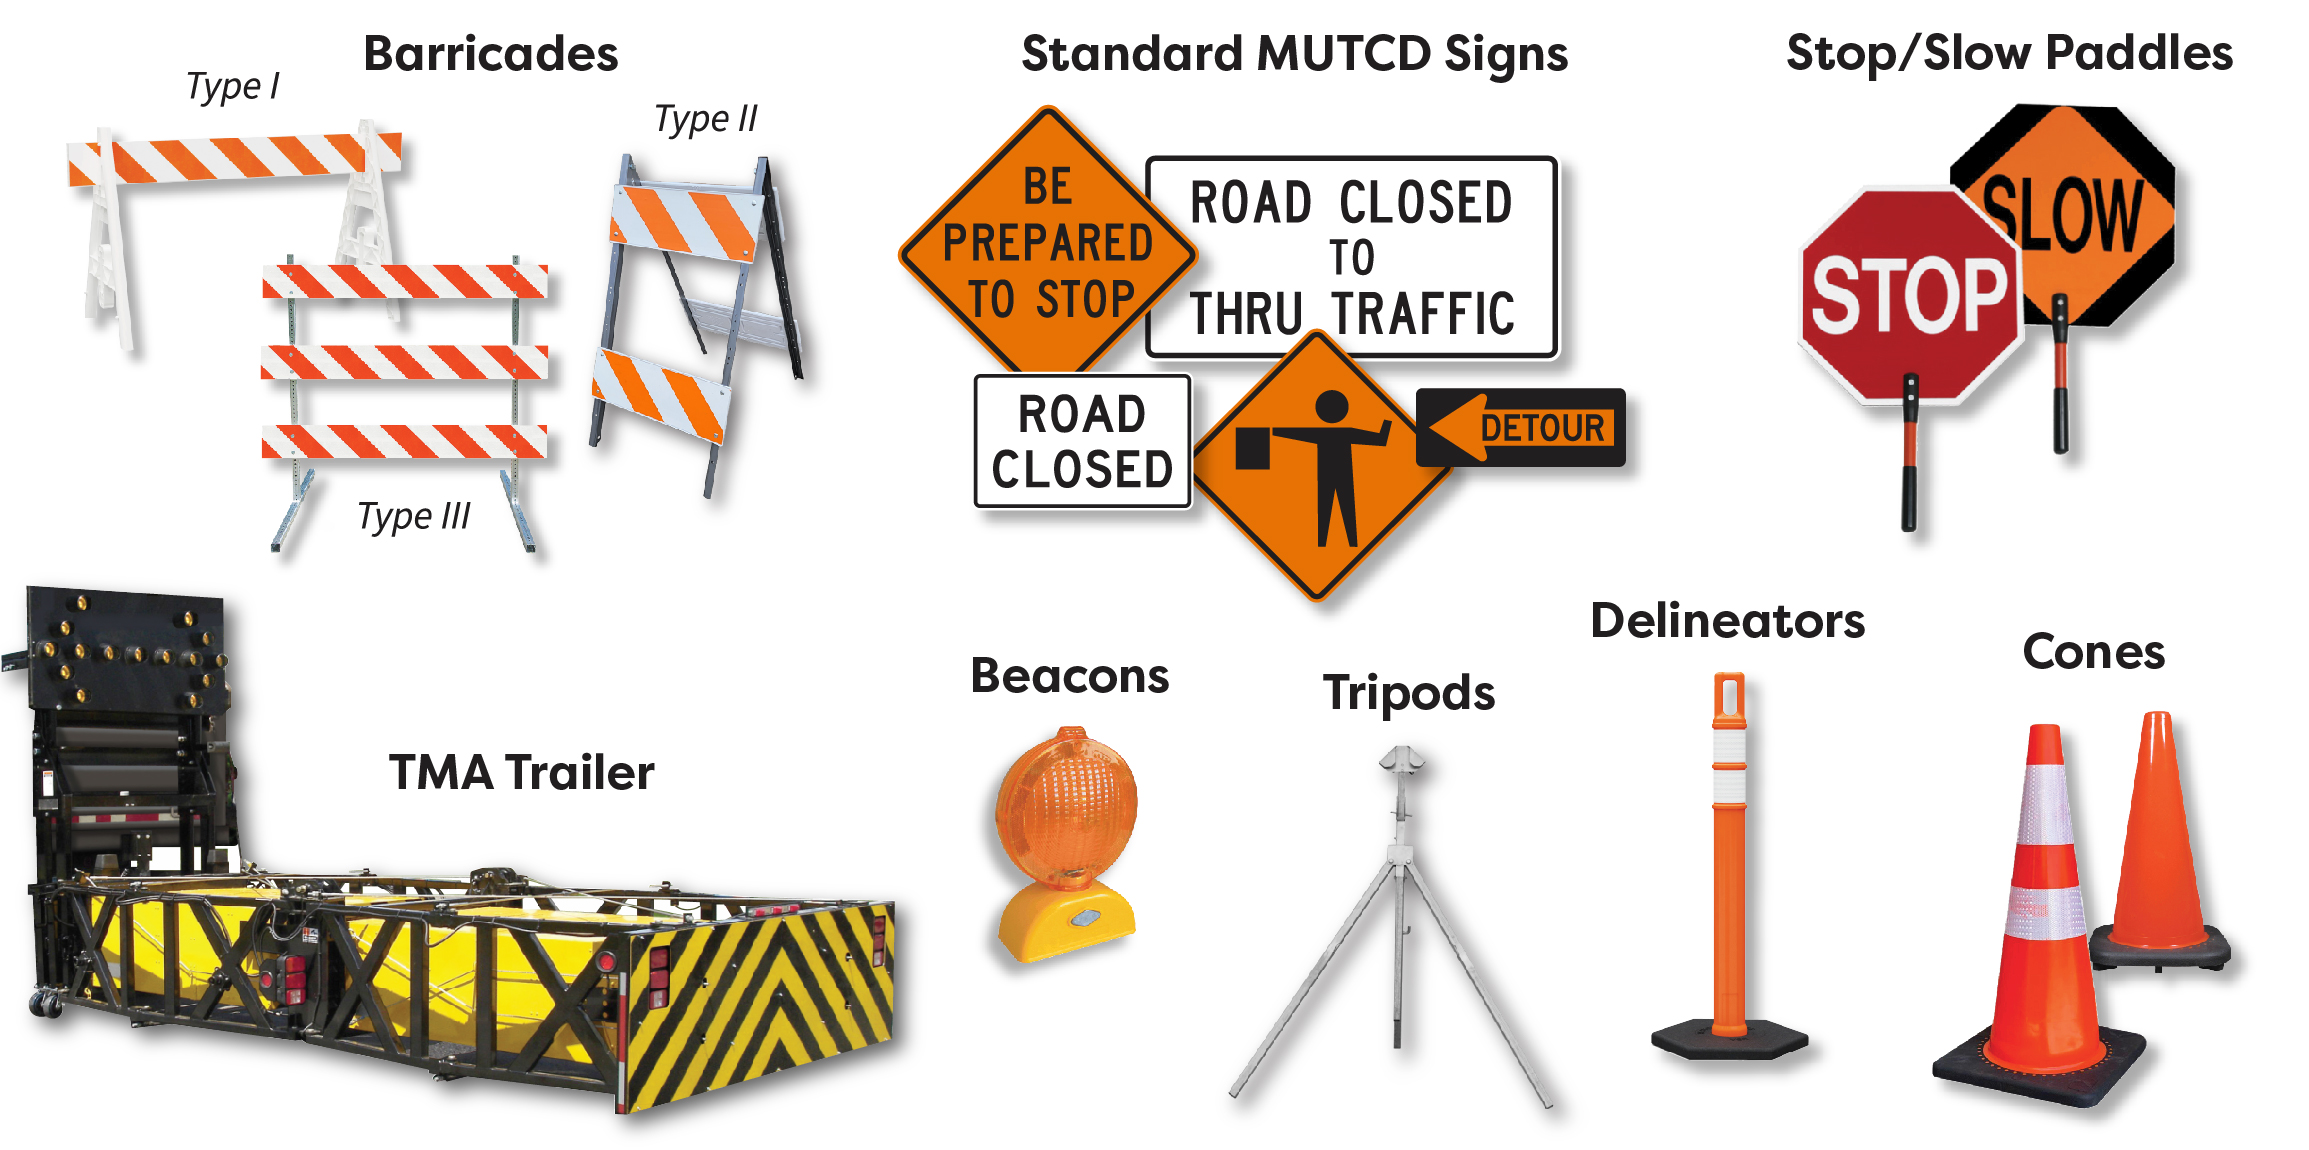 Barricades
Type I
Type II
Type III
Standard MUTCD Signs
BE
PREPARED
TO STOP
ROAD CLOSED
TO
THRU TRAFFIC
ROAD
CLOSED
DETOUR
Stop/Slow Paddles
STOP
SLOW
TMA Trailer
Beacons
Tripods
Delineators
Cones